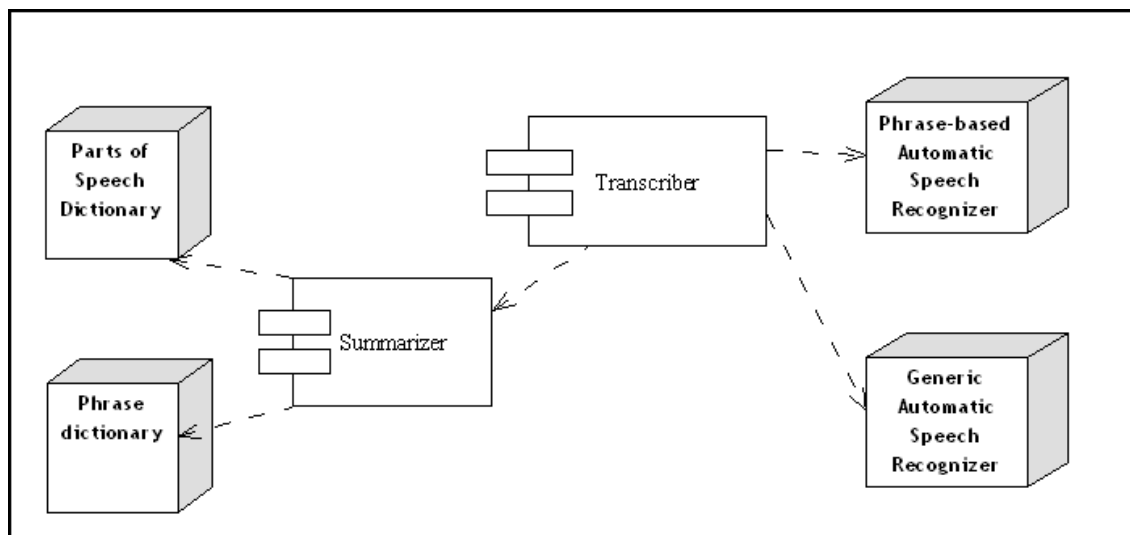 Parts of
Speech
Dictionary
Transcriber
Phrase-based
Automatic
Speech
Recognizer
Summarizer
Phrase
dictionary
Generic
Automatic
Speech
Recognizer